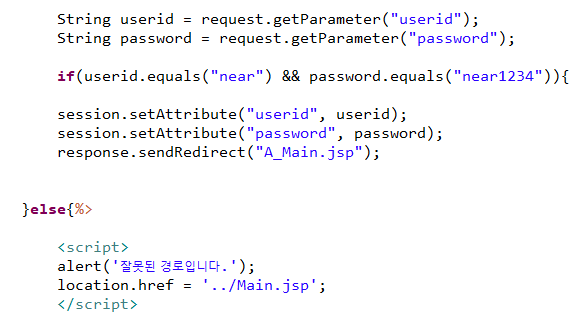 String userid = request.getParameter("userid");
String password = request.getParameter("password");
if(userid.equals("near") && password.equals("near1234")){
session.setAttribute("userid", userid);
session.setAttribute("password", password);
response.sendRedirect("A_Main.jsp");
}else{%>
<script>
alert('잘못된 경로입니다.');
location.href = '../Main.jsp';
</script>